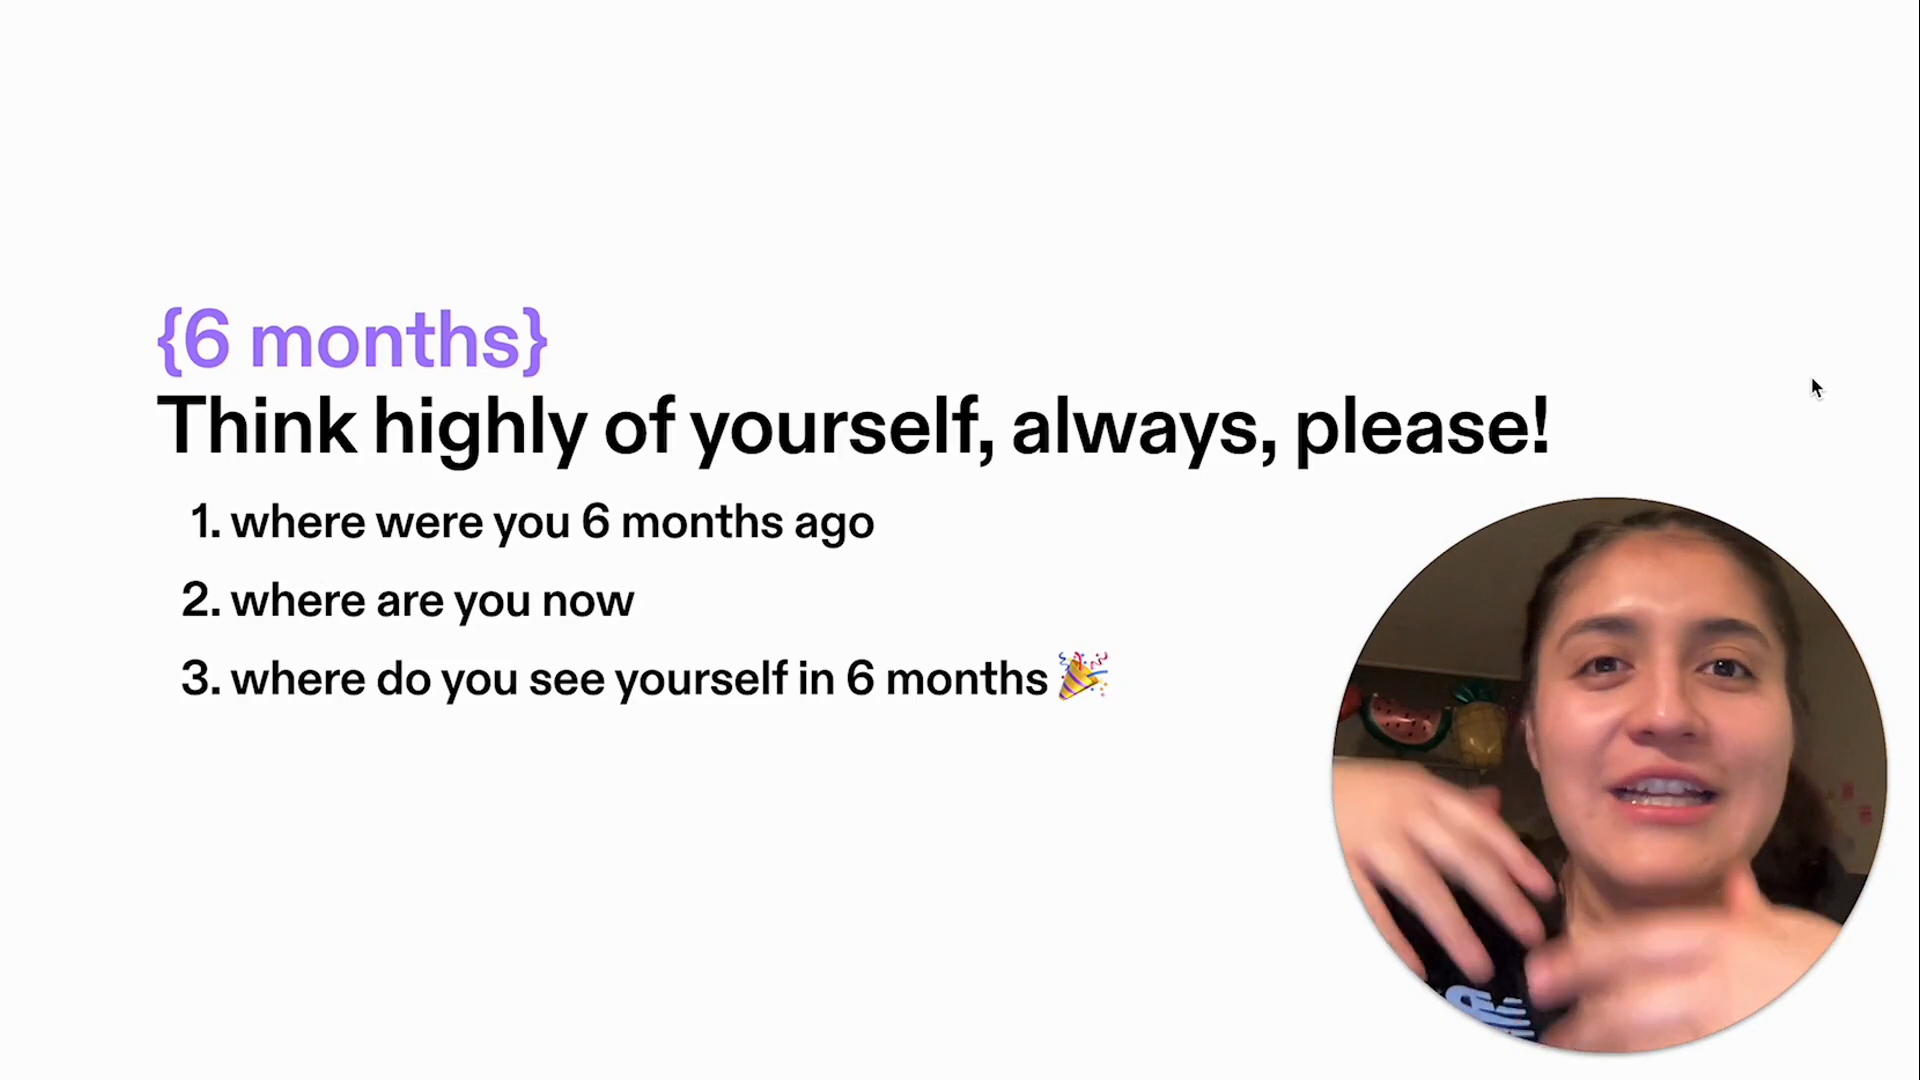 {6 months}
Think highly of yourself, always, please!
1. where were you 6 months ago
2. where are you now
3. where do you see yourself in 6 months 🎉